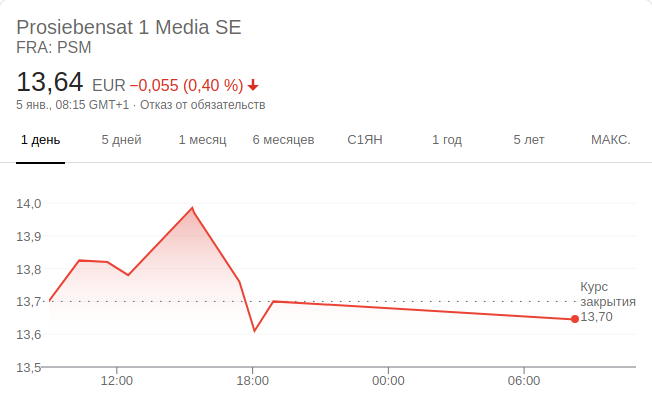 Prosiebensat 1 Media SE
FRA: PSM
13,64 EUR −0,055 (0,40 %)
5 янв., 08:15 GMT+1 · Отказ от обязательств
1 день 5 дней 1 месяц 6 месяцев С1ЯН 1 год 5 лет МАКС.
14,0
13,9
13,8
13,7
13,6
13,5
Курс
закрытия
13,70
12:00 18:00 00:00 06:00